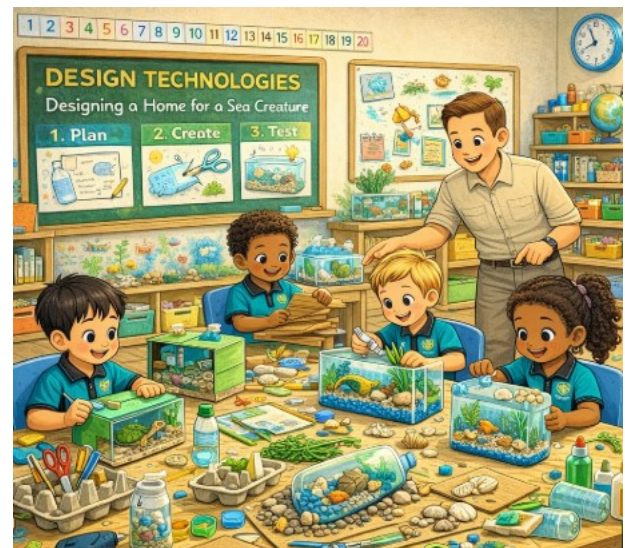 1 2 3 4 5 6 7 8 9 10 11 12 13 14 15 16 17 18 19 20
DESIGN TECHNOLOGIES
Designing a Home for a Sea Creature
1. Plan
2. Create
3. Test